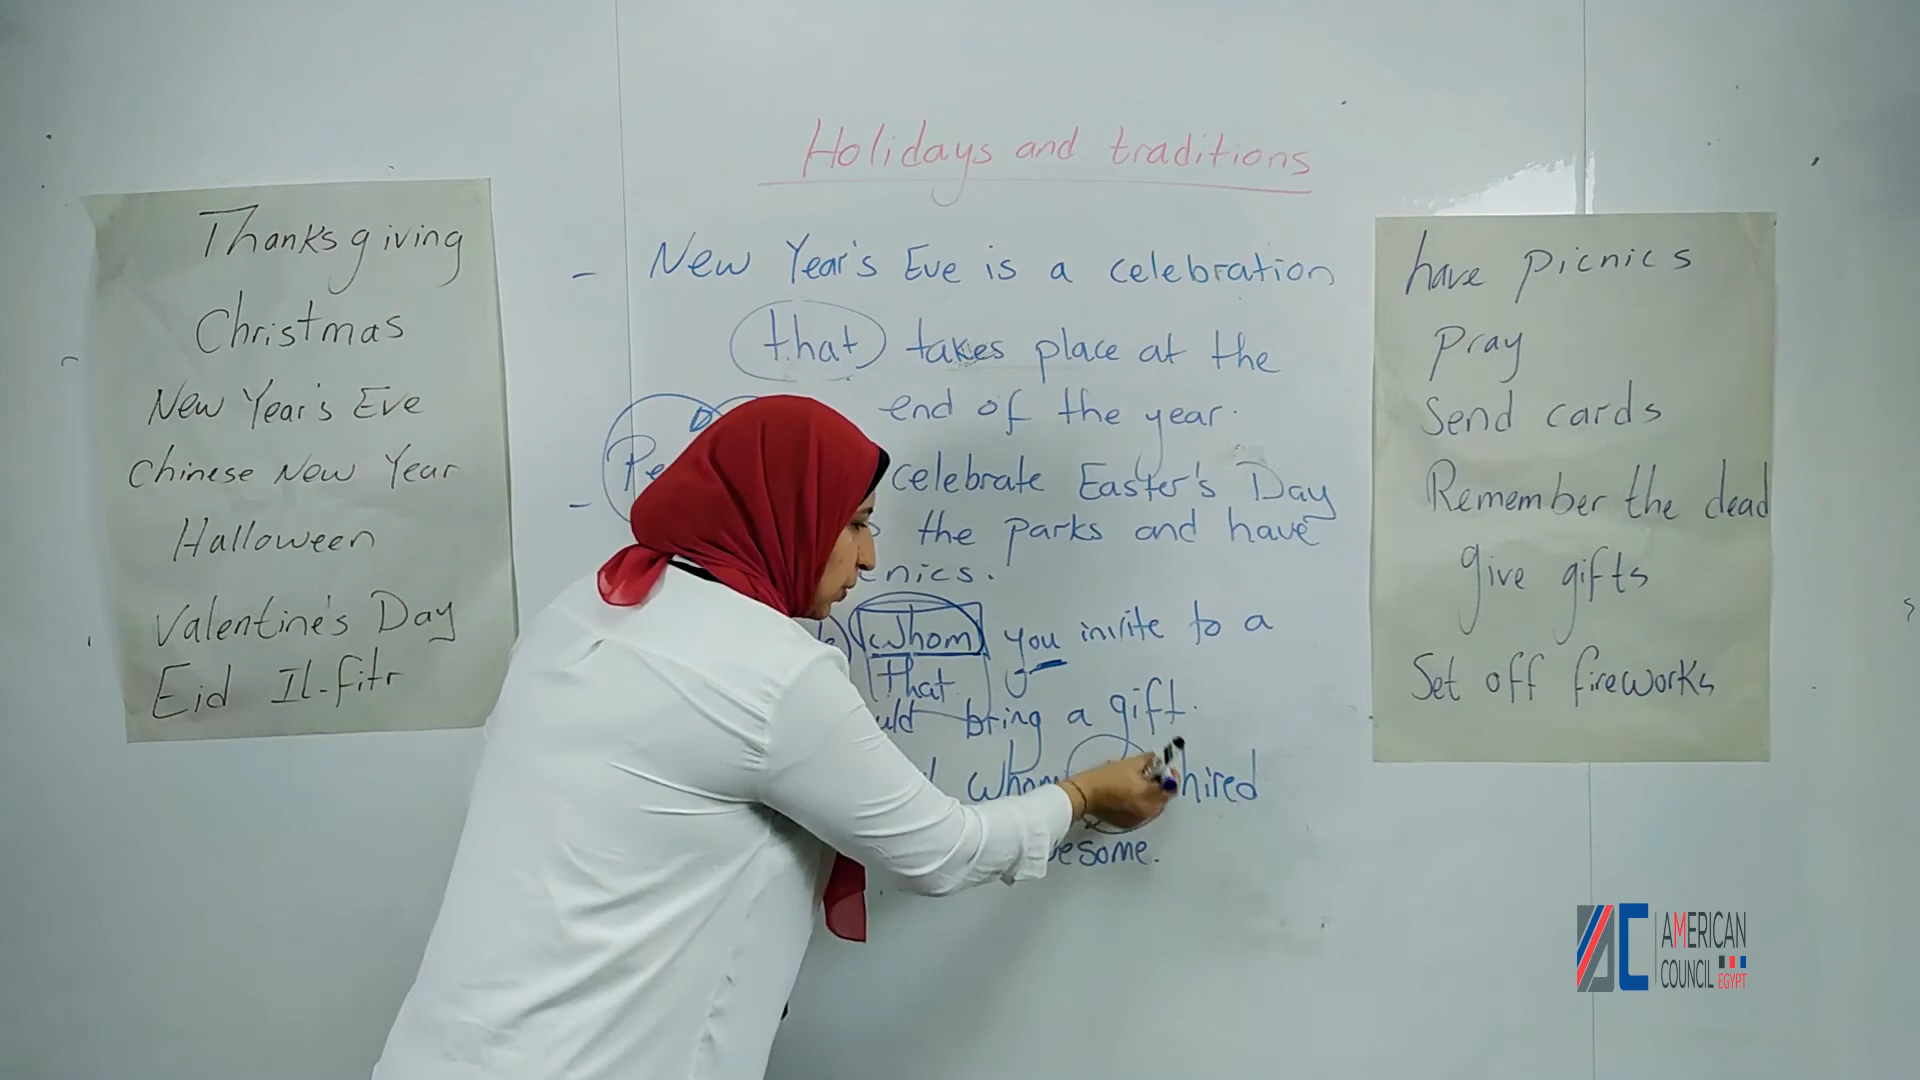 Holidays and traditions
Thanksgiving
Christmas
New Year's Eve
Chinese New Year
Halloween
Valentine's Day
Eid Il-fitr
- New Year's Eve is a celebration
that takes place at the
end of the year.
- celebrate Easter's Day
the parks and have
whom you invite to a
that
bring a gift.
whom hired
have picnics
Pray
Send cards
Remember the dead
give gifts
Set off fireworks
AC AMERICAN
COUNCIL EGYPT